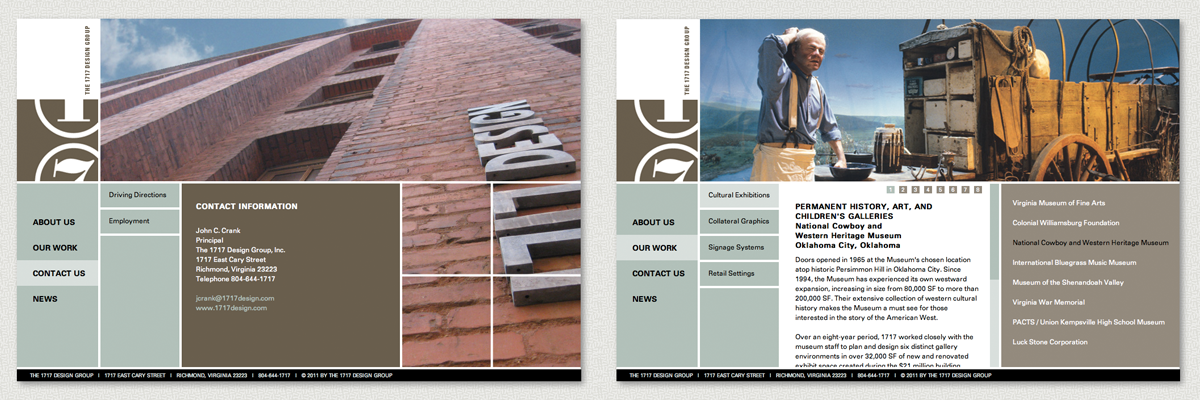 THE 1717 DESIGN GROUP
DESIGN
ABOUT US
OUR WORK
CONTACT US
NEWS
Driving Directions
Employment
CONTACT INFORMATION
John C. Crank
Principal
The 1717 Design Group, Inc.
1717 East Cary Street
Richmond, Virginia 23223
Telephone 804-644-1717
jcrank@1717design.com
www.1717design.com
THE 1717 DESIGN GROUP I 1717 EAST CARY STREET I RICHMOND, VIRGINIA 23223 I 804-644-1717 I © 2011 BY THE 1717 DESIGN GROUP
THE 1717 DESIGN GROUP
ABOUT US
OUR WORK
CONTACT US
NEWS
Cultural Exhibitions
Collateral Graphics
Signage Systems
Retail Settings
1 2 3 4 5 6 7 8
PERMANENT HISTORY, ART, AND
CHILDREN'S GALLERIES
National Cowboy and
Western Heritage Museum
Oklahoma City, Oklahoma
Doors opened in 1965 at the Museum's chosen location
atop historic Persimmon Hill in Oklahoma City. Since
1994, the Museum has experienced its own westward
expansion, increasing in size from 80,000 SF to more than
200,000 SF. Their extensive collection of western cultural
history makes the Museum a must see for those
interested in the story of the American West.
Over an eight-year period, 1717 worked closely with the
museum staff to plan and design six distinct gallery
environments in over 32,000 SF of new and renovated
exhibit space created during the $21 million building
Virginia Museum of Fine Arts
Colonial Williamsburg Foundation
National Cowboy and Western Heritage Museum
International Bluegrass Music Museum
Museum of the Shenandoah Valley
Virginia War Memorial
PACTS / Union Kempsville High School Museum
Luck Stone Corporation
THE 1717 DESIGN GROUP I 1717 EAST CARY STREET I RICHMOND, VIRGINIA 23223 I 804-644-1717 I © 2011 BY THE 1717 DESIGN GROUP